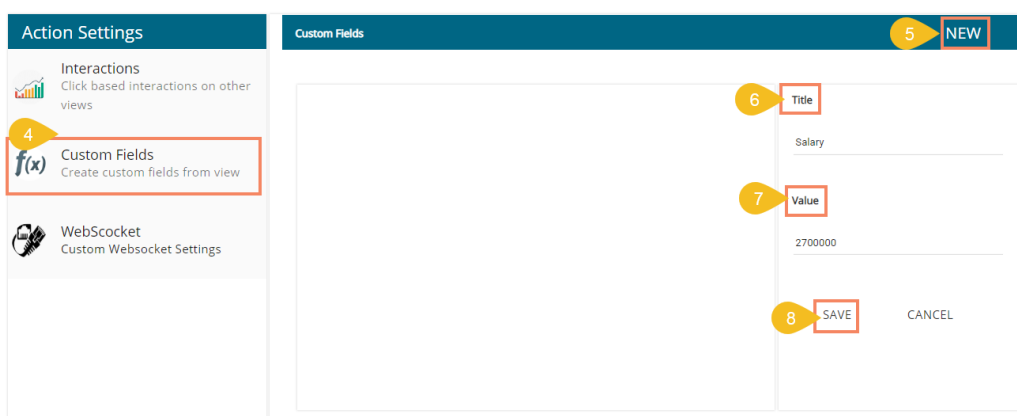 Action Settings
Interactions
Click based interactions on other
views
4
f(x)
Custom Fields
Create custom fields from view
WebScocket
Custom Websocket Settings
Custom Fields
5
NEW
6
Title
Salary
7
Value
2700000
8
SAVE
CANCEL